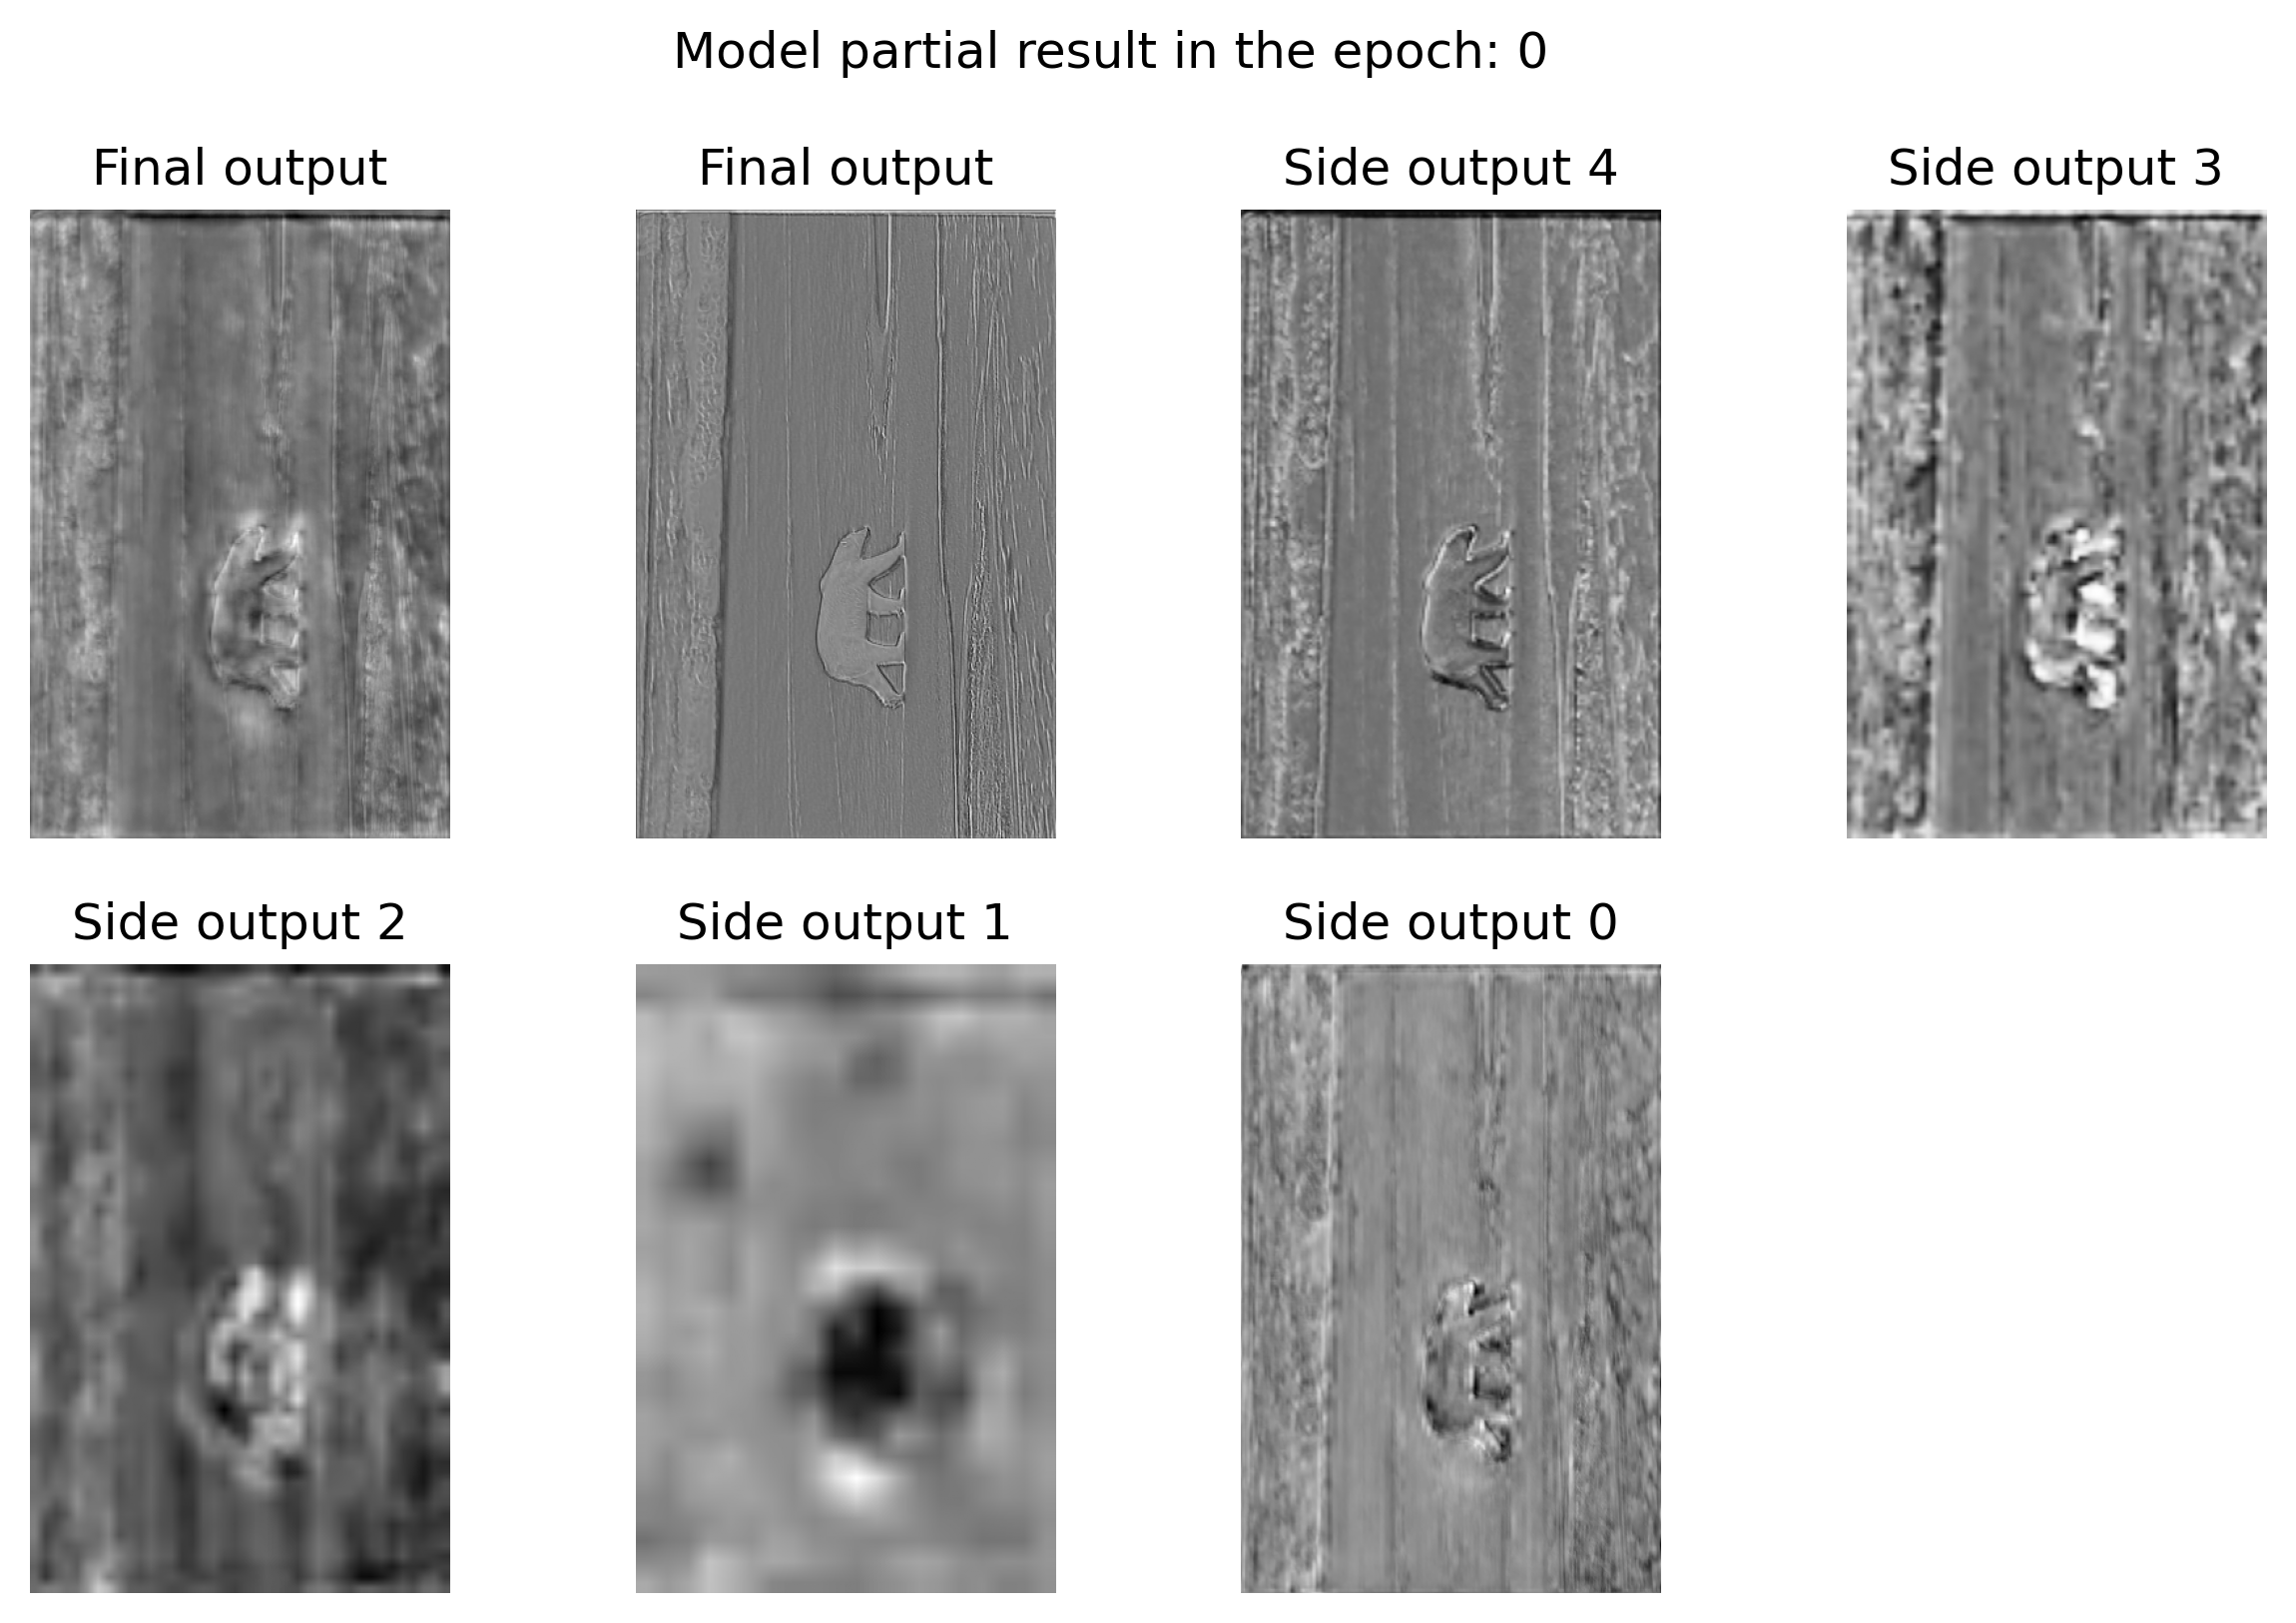 Model partial result in the epoch: 0
Final output
Final output
Side output 4
Side output 3
Side output 2
Side output 1
Side output 0